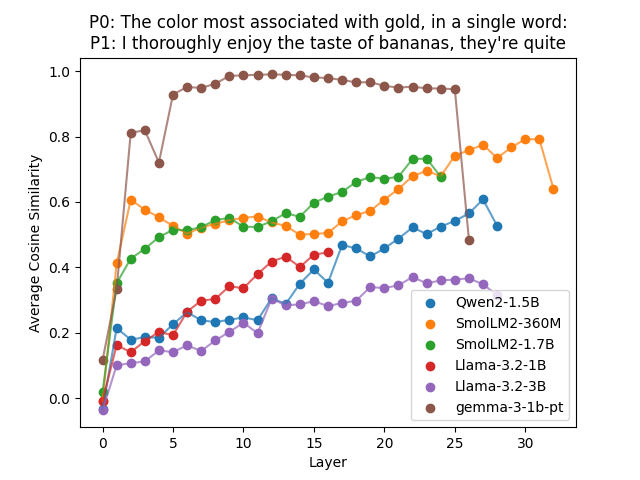 P0: The color most associated with gold, in a single word:
P1: I thoroughly enjoy the taste of bananas, they're quite
1.0
0.8
0.6
0.4
0.2
0.0
Average Cosine Similarity
0 5 10 15 20 25 30
Layer
Qwen2-1.5B
SmolLM2-360M
SmolLM2-1.7B
Llama-3.2-1B
Llama-3.2-3B
gemma-3-1b-pt